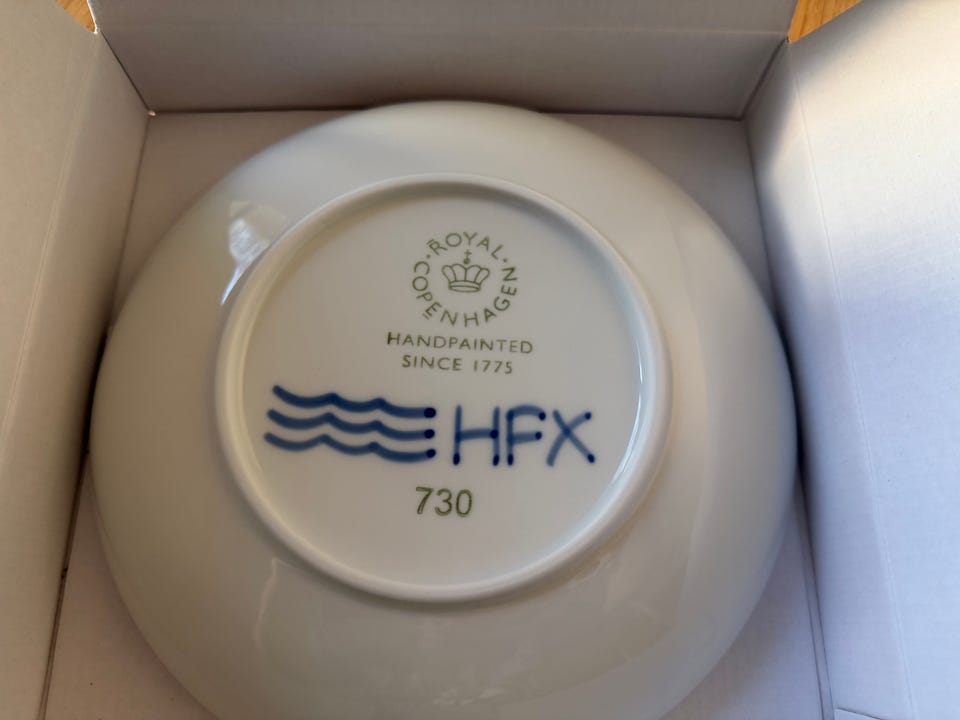 ROYAL
COPENHAGEN
HANDPAINTED
SINCE 1775
HFX
730